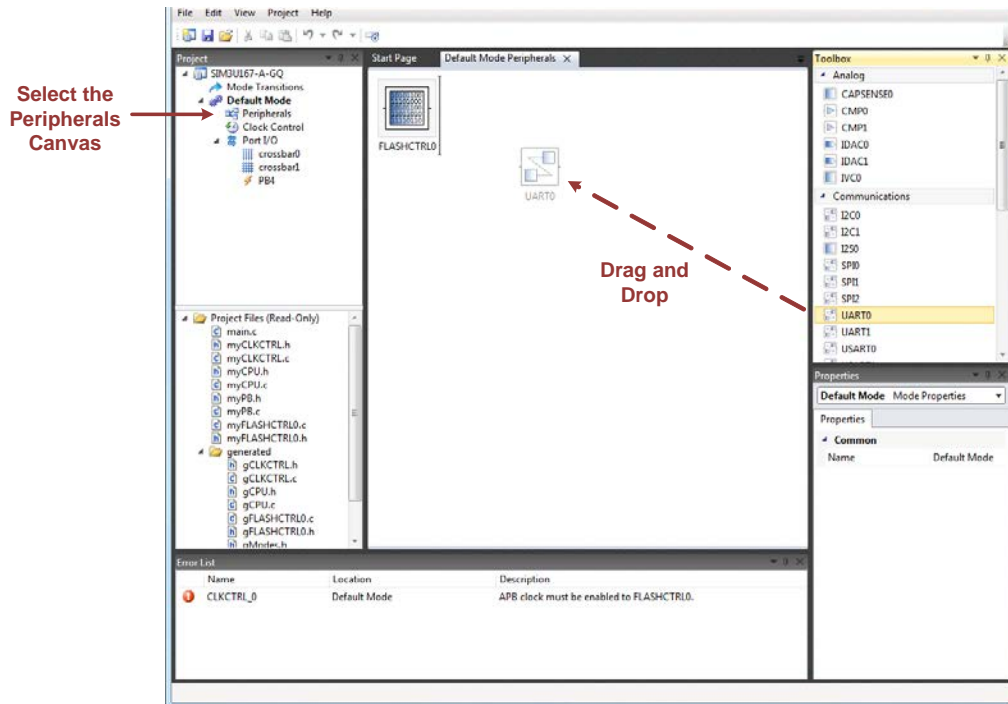 File Edit View Project Help
Project
Start Page
Default Mode Peripherals
Toolbox
SIM3U167-A-GQ
Mode Transitions
Default Mode
Peripherals
Clock Control
Port I/O
crossbar0
crossbar1
PB4
Select the
Peripherals
Canvas
FLASHCTRL0
UART0
Drag and
Drop
Analog
CAPSENSE0
CMP0
CMP1
IDAC0
IDAC1
IVC0
Communications
I2C0
I2C1
I2S0
SPI0
SPI1
SPI2
UART0
UART1
USART0
Project Files (Read-Only)
main.c
myCLKCTRL.h
myCLKCTRL.c
myCPU.h
myCPU.c
myPB.h
myPB.c
myFLASHCTRL0.c
myFLASHCTRL0.h
generated
gCLKCTRL.h
gCLKCTRL.c
gCPU.h
gCPU.c
gFLASHCTRL0.c
gFLASHCTRL0.h
gModes.h
Properties
Default Mode Mode Properties
Properties
Common
Name Default Mode
Error List
Name Location Description
CLKCTRL_0 Default Mode APB clock must be enabled to FLASHCTRL0.